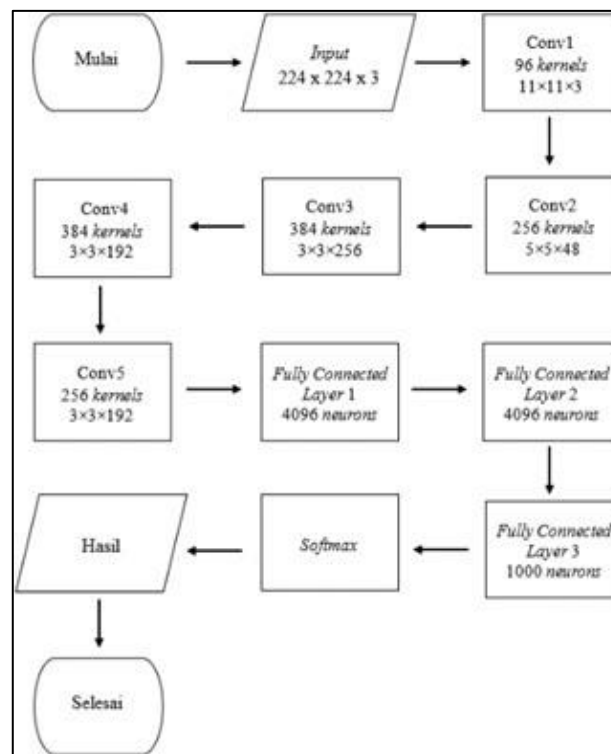 Mulai
Input
224 x 224 x 3
Conv1
96 kernels
11×11×3
Conv2
256 kernels
5×5×48
Conv3
384 kernels
3×3×256
Conv4
384 kernels
3×3×192
Conv5
256 kernels
3×3×192
Fully Connected
Layer 1
4096 neurons
Fully Connected
Layer 2
4096 neurons
Fully Connected
Layer 3
1000 neurons
Softmax
Hasil
Selesai